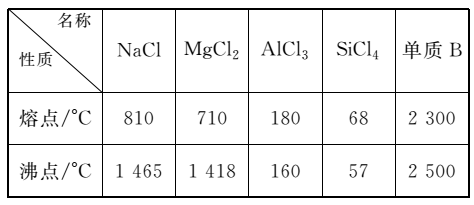 名称
性质 NaCl MgCl₂ AlCl₃ SiCl₄ 单质 B
熔点/°C 810 710 180 68 2 300
沸点/°C 1 465 1 418 160 57 2 500